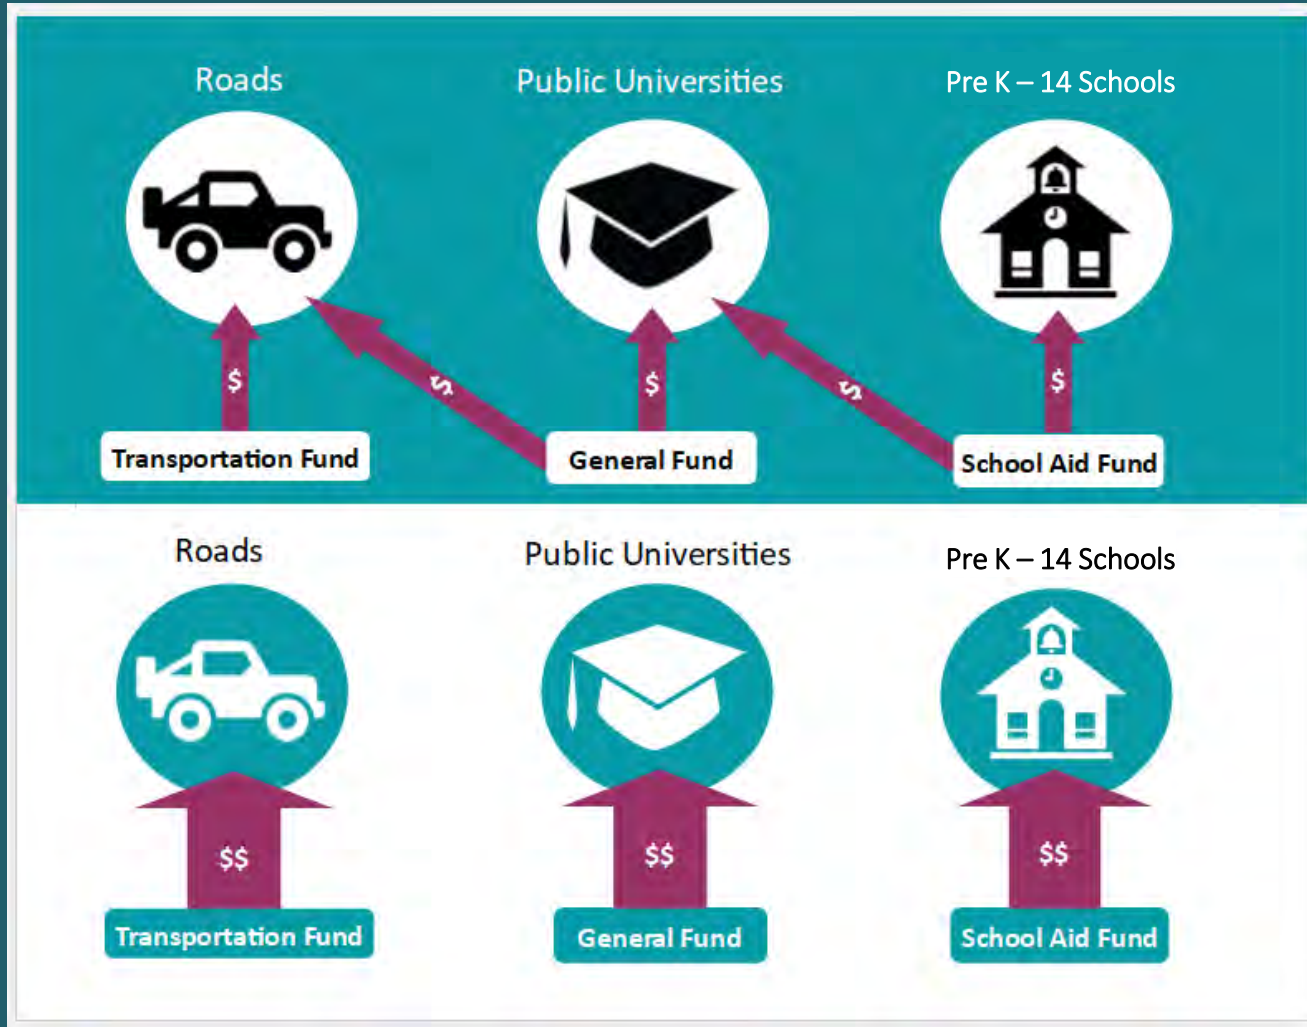 Roads
Public Universities
Pre K – 14 Schools
$
$
$
$
$
Transportation Fund
General Fund
School Aid Fund
Roads
Public Universities
Pre K – 14 Schools
$$
$$
$$
Transportation Fund
General Fund
School Aid Fund